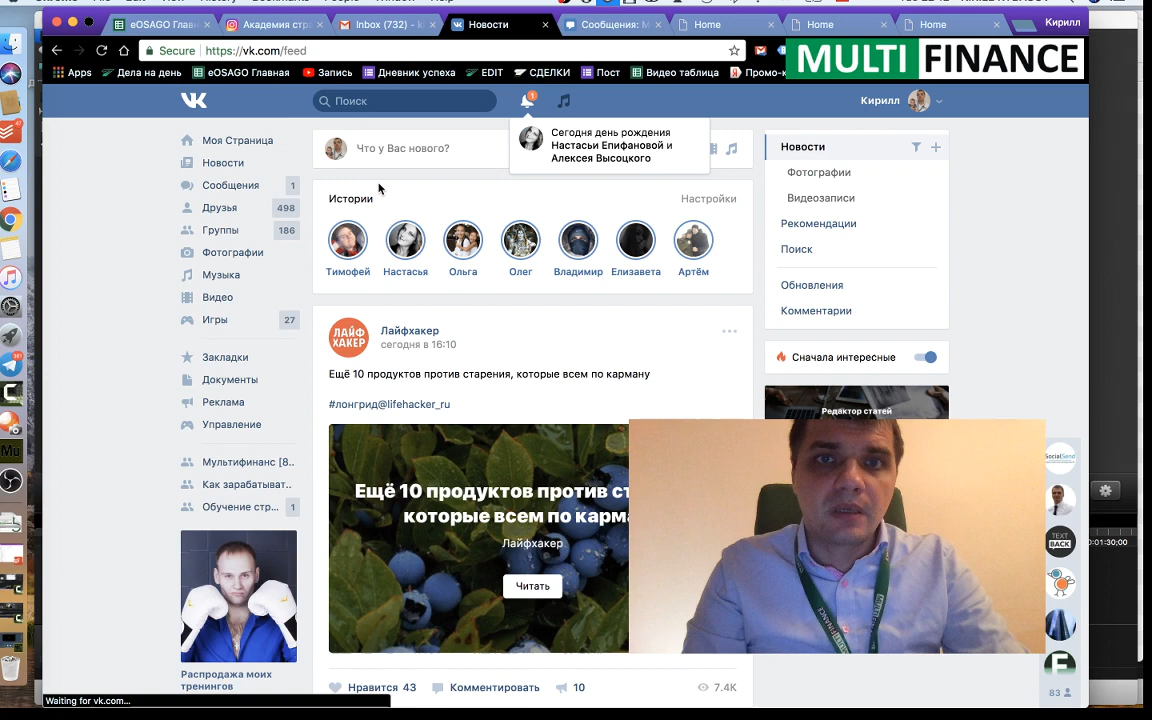 eOSAGO Глав
Академия стр
Inbox (732) - k
Новости
Сообщения: М
Home
Home
Home
Кирилл
Secure
https://vk.com/feed
Apps
Дела на день
eOSAGO Главная
Запись
Дневник успеха
EDIT
СДЕЛКИ
Пост
Видео таблица
Промо-к
MULTI FINANCE
Поиск
1
Кирилл
Сегодня день рождения
Настасьи Епифановой и
Алексея Высоцкого
Моя Страница
Новости
Сообщения 1
Друзья 498
Группы 186
Фотографии
Музыка
Видео
Игры 27
Закладки
Документы
Реклама
Управление
Мультифинанс [8..
Как зарабатыват..
Обучение стр... 1
Распродажа моих
тренингов
Что у Вас нового?
Истории
Настройки
Тимофей
Настасья
Ольга
Олег
Владимир
Елизавета
Артём
ЛАЙФ
ХАКЕР
Лайфхакер
сегодня в 16:10
Ещё 10 продуктов против старения, которые всем по карману
#лонгрид@lifehacker_ru
Ещё 10 продуктов против ст
которые всем по карма
Лайфхакер
Читать
Нравится 43
Комментировать
10
7.4K
Новости
Фотографии
Видеозаписи
Рекомендации
Поиск
Обновления
Комментарии
Сначала интересные
Редактор статей
SocialSend
TEXT
BACK
83
0:01:30;00
Waiting for vk.com...